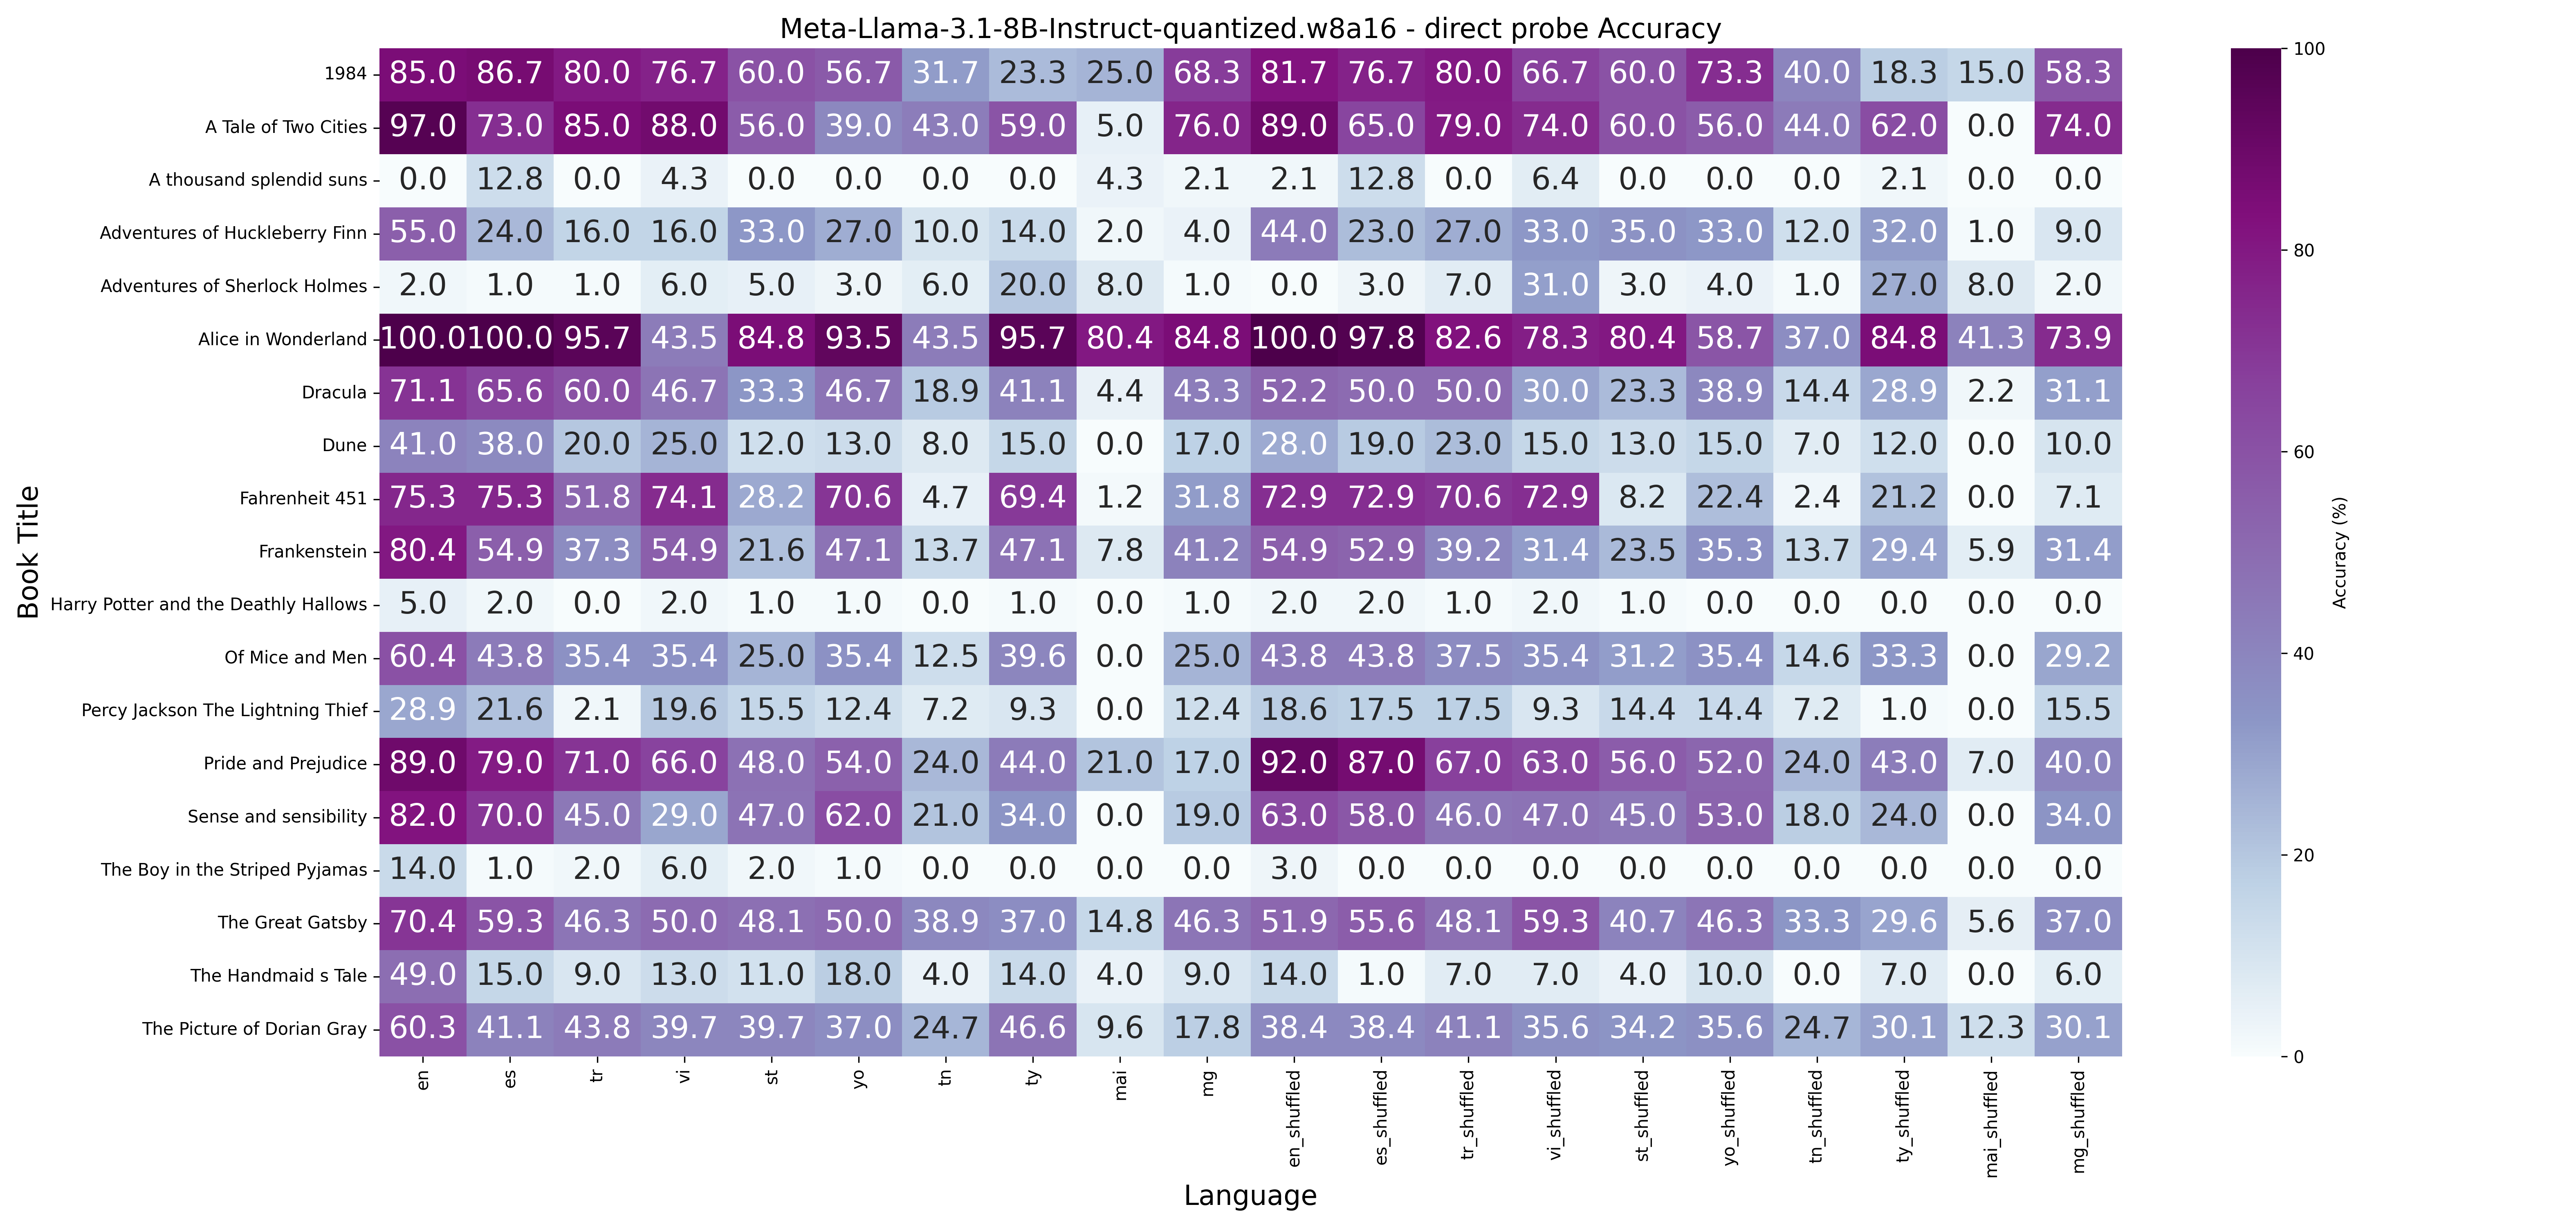 Meta-Llama-3.1-8B-Instruct-quantized.w8a16 - direct probe Accuracy
Book Title
1984 85.0 86.7 80.0 76.7 60.0 56.7 31.7 23.3 25.0 68.3 81.7 76.7 80.0 66.7 60.0 73.3 40.0 18.3 15.0 58.3
A Tale of Two Cities 97.0 73.0 85.0 88.0 56.0 39.0 43.0 59.0 5.0 76.0 89.0 65.0 79.0 74.0 60.0 56.0 44.0 62.0 0.0 74.0
A thousand splendid suns 0.0 12.8 0.0 4.3 0.0 0.0 0.0 0.0 4.3 2.1 2.1 12.8 0.0 6.4 0.0 0.0 0.0 2.1 0.0 0.0
Adventures of Huckleberry Finn 55.0 24.0 16.0 16.0 33.0 27.0 10.0 14.0 2.0 4.0 44.0 23.0 27.0 33.0 35.0 33.0 12.0 32.0 1.0 9.0
Adventures of Sherlock Holmes 2.0 1.0 1.0 6.0 5.0 3.0 6.0 20.0 8.0 1.0 0.0 3.0 7.0 31.0 3.0 4.0 1.0 27.0 8.0 2.0
Alice in Wonderland 100.0 100.0 95.7 43.5 84.8 93.5 43.5 95.7 80.4 84.8 100.0 97.8 82.6 78.3 80.4 58.7 37.0 84.8 41.3 73.9
Dracula 71.1 65.6 60.0 46.7 33.3 46.7 18.9 41.1 4.4 43.3 52.2 50.0 50.0 30.0 23.3 38.9 14.4 28.9 2.2 31.1
Dune 41.0 38.0 20.0 25.0 12.0 13.0 8.0 15.0 0.0 17.0 28.0 19.0 23.0 15.0 13.0 15.0 7.0 12.0 0.0 10.0
Fahrenheit 451 75.3 75.3 51.8 74.1 28.2 70.6 4.7 69.4 1.2 31.8 72.9 72.9 70.6 72.9 8.2 22.4 2.4 21.2 0.0 7.1
Frankenstein 80.4 54.9 37.3 54.9 21.6 47.1 13.7 47.1 7.8 41.2 54.9 52.9 39.2 31.4 23.5 35.3 13.7 29.4 5.9 31.4
Harry Potter and the Deathly Hallows 5.0 2.0 0.0 2.0 1.0 1.0 0.0 1.0 0.0 1.0 2.0 2.0 1.0 2.0 1.0 0.0 0.0 0.0 0.0 0.0
Of Mice and Men 60.4 43.8 35.4 35.4 25.0 35.4 12.5 39.6 0.0 25.0 43.8 43.8 37.5 35.4 31.2 35.4 14.6 33.3 0.0 29.2
Percy Jackson The Lightning Thief 28.9 21.6 2.1 19.6 15.5 12.4 7.2 9.3 0.0 12.4 18.6 17.5 17.5 9.3 14.4 14.4 7.2 1.0 0.0 15.5
Pride and Prejudice 89.0 79.0 71.0 66.0 48.0 54.0 24.0 44.0 21.0 17.0 92.0 87.0 67.0 63.0 56.0 52.0 24.0 43.0 7.0 40.0
Sense and sensibility 82.0 70.0 45.0 29.0 47.0 62.0 21.0 34.0 0.0 19.0 63.0 58.0 46.0 47.0 45.0 53.0 18.0 24.0 0.0 34.0
The Boy in the Striped Pyjamas 14.0 1.0 2.0 6.0 2.0 1.0 0.0 0.0 0.0 0.0 3.0 0.0 0.0 0.0 0.0 0.0 0.0 0.0 0.0 0.0
The Great Gatsby 70.4 59.3 46.3 50.0 48.1 50.0 38.9 37.0 14.8 46.3 51.9 55.6 48.1 59.3 40.7 46.3 33.3 29.6 5.6 37.0
The Handmaid s Tale 49.0 15.0 9.0 13.0 11.0 18.0 4.0 14.0 4.0 9.0 14.0 1.0 7.0 7.0 4.0 10.0 0.0 7.0 0.0 6.0
The Picture of Dorian Gray 60.3 41.1 43.8 39.7 39.7 37.0 24.7 46.6 9.6 17.8 38.4 38.4 41.1 35.6 34.2 35.6 24.7 30.1 12.3 30.1
en es tr vi st yo tn ty mai mg en_shuffled es_shuffled tr_shuffled vi_shuffled st_shuffled yo_shuffled tn_shuffled ty_shuffled mai_shuffled mg_shuffled
Language
100
80
60
40
20
0
Accuracy (%)